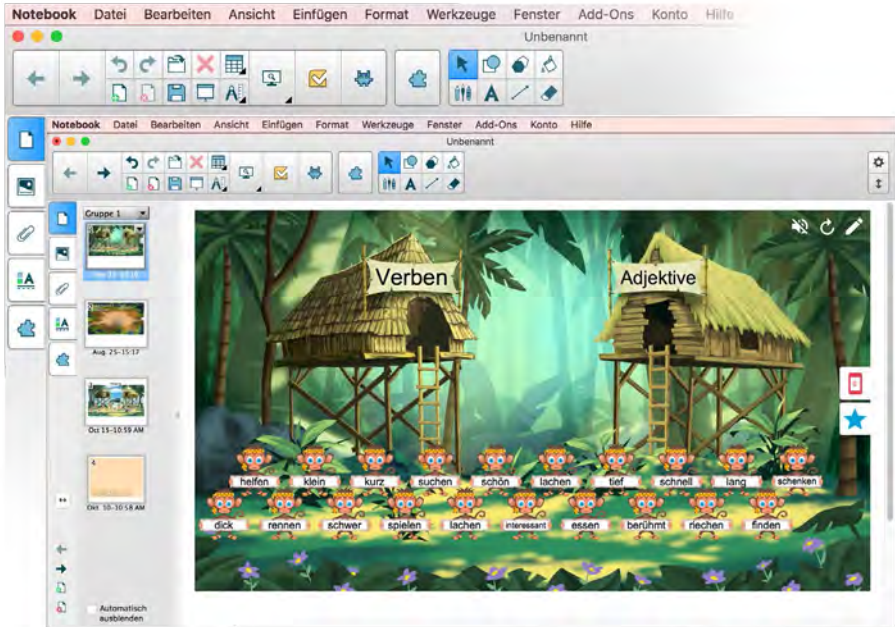 Notebook Datei Bearbeiten Ansicht Einfügen Format Werkzeuge Fenster Add-Ons Konto Hilfe
Unbenannt
Notebook Datei Bearbeiten Ansicht Einfügen Format Werkzeuge Fenster Add-Ons Konto Hilfe
Unbenannt
Gruppe 1
Verben
Adjektive
Aug. 25-15:17
Oct 15-10:59 AM
helfen klein kurz suchen schön lachen tief schnell lang schenken
dick rennen schwer spielen lachen interessant essen berühmt riechen finden
4
Okt. 10-10:58 AM
Automatisch
ausblenden